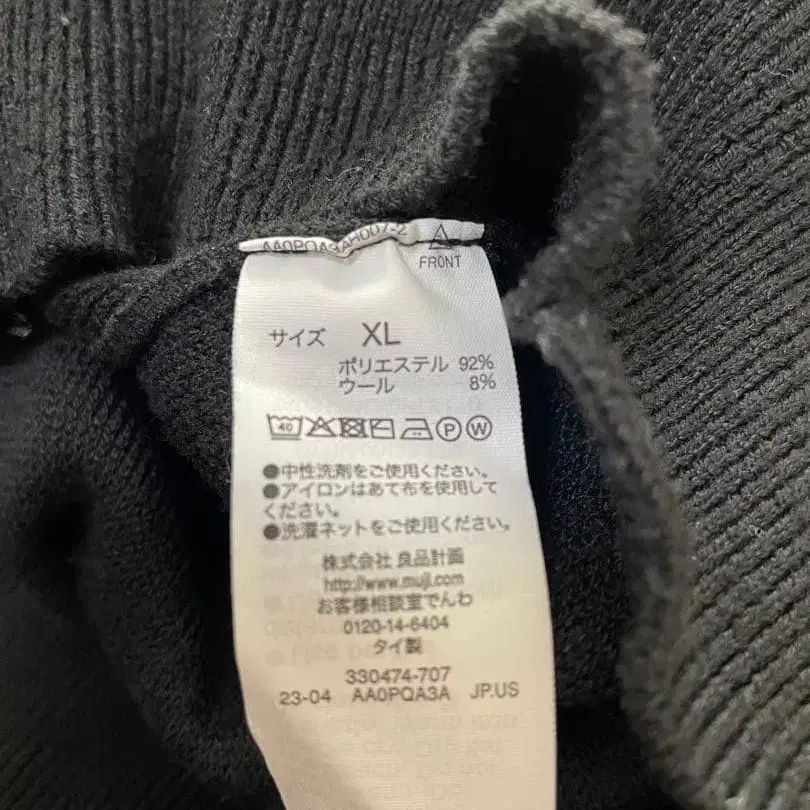 AA0PQA3AH007-2
FRONT
サイズ XL
ポリエステル 92%
ウール 8%
40 P W
●中性洗剤をご使用ください。
●アイロンはあて布を使用して
ください。
●洗濯ネットをご使用ください。
株式会社 良品計画
http://www.muji.com
お客様相談室でんわ
0120-14-6404
タイ製
330474-707
23-04 AA0PQA3A JP.US